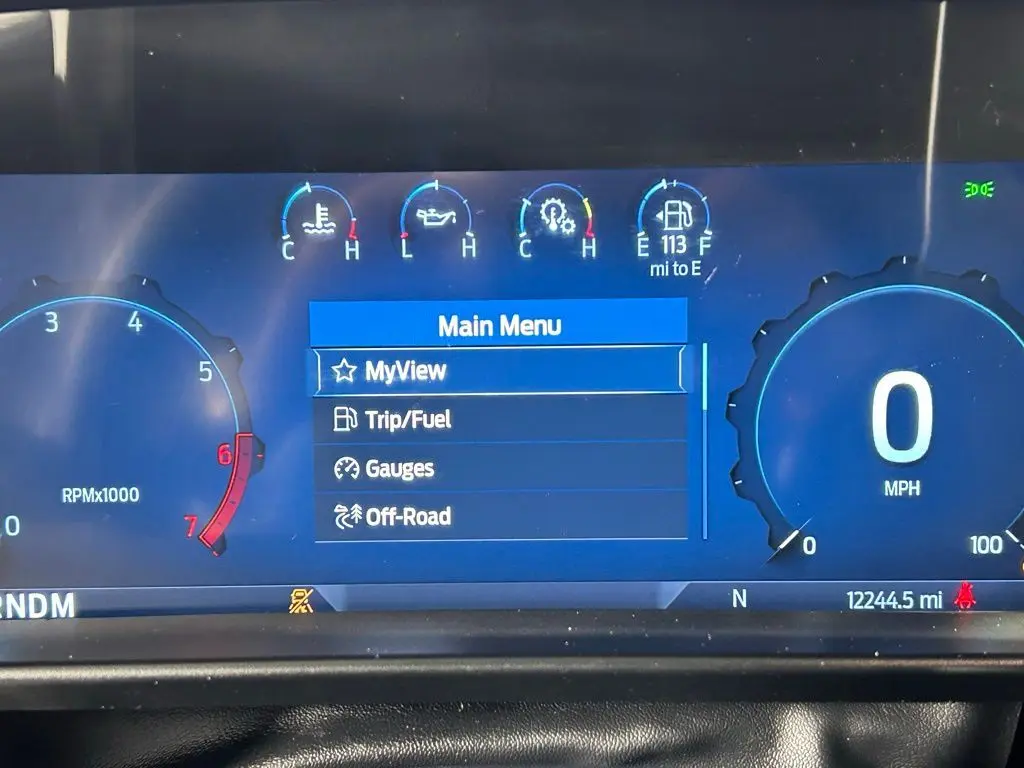 C H
L H
C H
E 113 F
mi to E
Main Menu
MyView
Trip/Fuel
Gauges
Off-Road
3
4
5
6
7
RPMx1000
0
0
MPH
0
100
RNDM
N
12244.5 mi